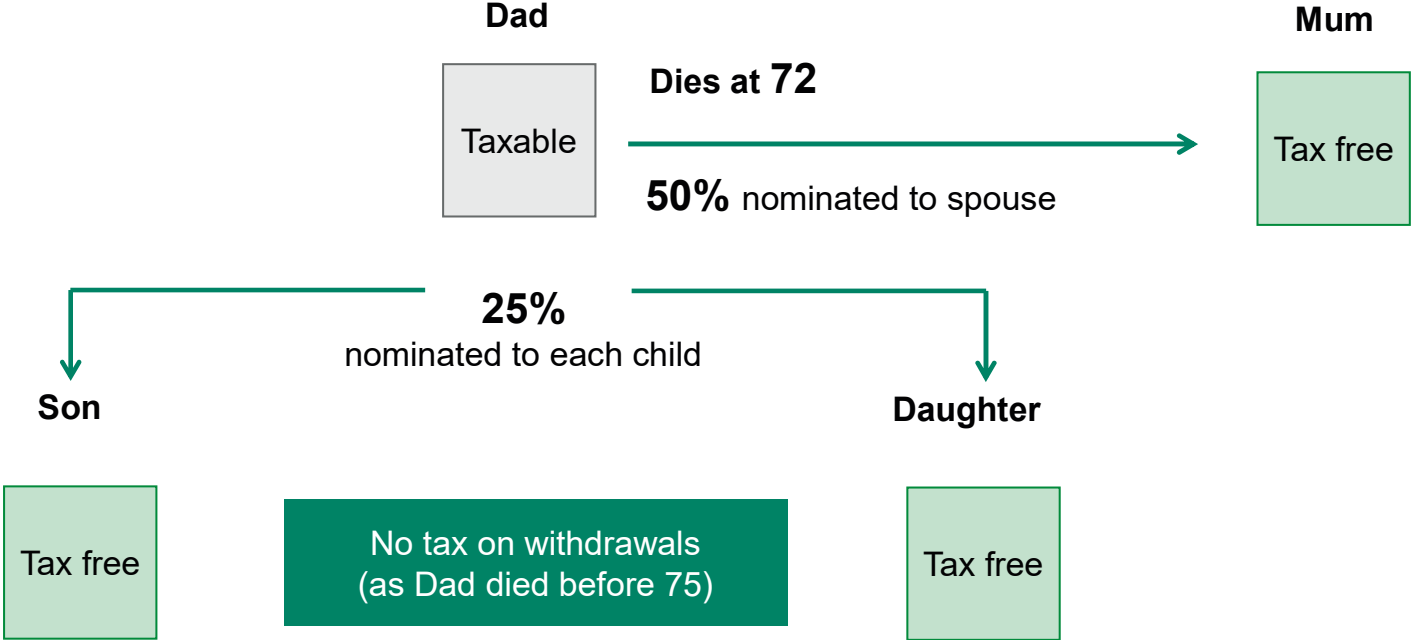 Dad
Mum
Dies at 72
Taxable
Tax free
50% nominated to spouse
25%
nominated to each child
Son
Daughter
Tax free
No tax on withdrawals
(as Dad died before 75)
Tax free